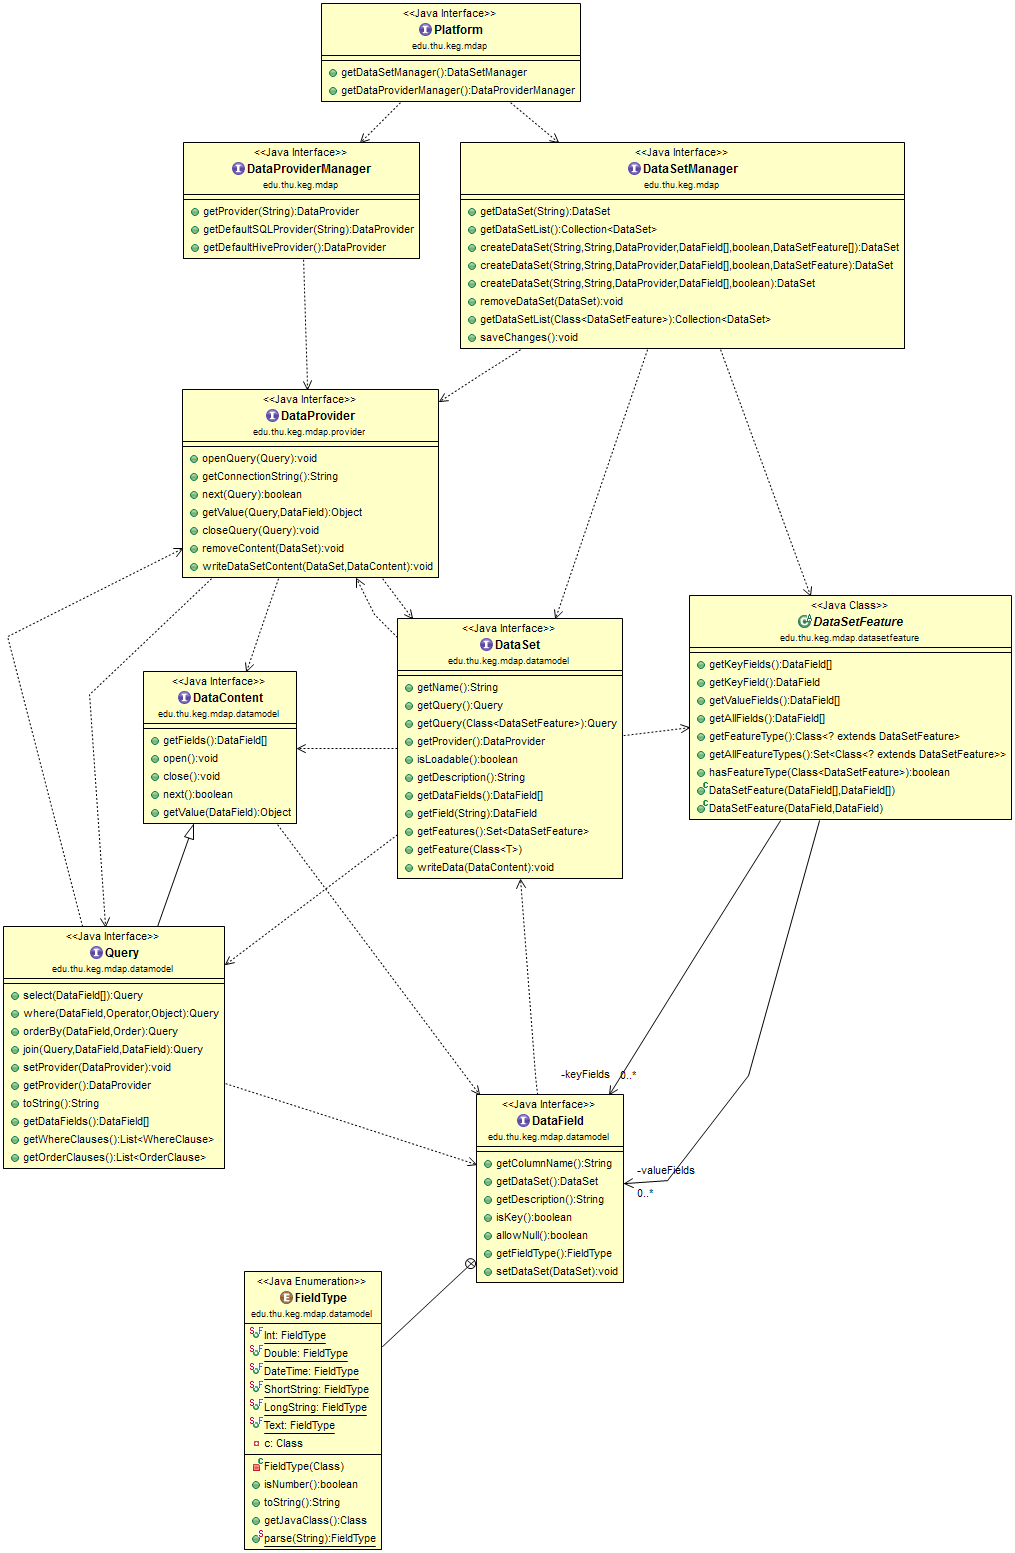 <<Java Interface>>
Platform
edu.thu.keg.mdap
getDataSetManager():DataSetManager
getDataProviderManager():DataProviderManager
<<Java Interface>>
DataProviderManager
edu.thu.keg.mdap
getProvider(String):DataProvider
getDefaultSQLProvider(String):DataProvider
getDefaultHiveProvider():DataProvider
<<Java Interface>>
DataSetManager
edu.thu.keg.mdap
getDataSet(String):DataSet
getDataSetList():Collection<DataSet>
createDataSet(String,String,DataProvider,DataField[],boolean,DataSetFeature[]):DataSet
createDataSet(String,String,DataProvider,DataField[],boolean,DataSetFeature):DataSet
createDataSet(String,String,DataProvider,DataField[],boolean):DataSet
removeDataSet(DataSet):void
getDataSetList(Class<DataSetFeature>):Collection<DataSet>
saveChanges():void
<<Java Interface>>
DataProvider
edu.thu.keg.mdap.provider
openQuery(Query):void
getConnectionString():String
next(Query):boolean
getValue(Query,DataField):Object
closeQuery(Query):void
removeContent(DataSet):void
writeDataSetContent(DataSet,DataContent):void
<<Java Class>>
DataSetFeature
edu.thu.keg.mdap.datasetfeature
getKeyFields():DataField[]
getKeyField():DataField
getValueFields():DataField[]
getAllFields():DataField[]
getFeatureType():Class<? extends DataSetFeature>
getAllFeatureTypes():Set<Class<? extends DataSetFeature>>
hasFeatureType(Class<DataSetFeature>):boolean
DataSetFeature(DataField[],DataField[])
DataSetFeature(DataField,DataField)
<<Java Interface>>
DataSet
edu.thu.keg.mdap.datamodel
getName():String
getQuery():Query
getQuery(Class<DataSetFeature>):Query
getProvider():DataProvider
isLoadable():boolean
getDescription():String
getDataFields():DataField[]
getField(String):DataField
getFeatures():Set<DataSetFeature>
getFeature(Class<T>)
writeData(DataContent):void
<<Java Interface>>
DataContent
edu.thu.keg.mdap.datamodel
getFields():DataField[]
open():void
close():void
next():boolean
getValue(DataField):Object
<<Java Interface>>
Query
edu.thu.keg.mdap.datamodel
select(DataField[]):Query
where(DataField,Operator,Object):Query
orderBy(DataField,Order):Query
join(Query,DataField,DataField):Query
setProvider(DataProvider):void
getProvider():DataProvider
toString():String
getDataFields():DataField[]
getWhereClauses():List<WhereClause>
getOrderClauses():List<OrderClause>
-keyFields 0..*
<<Java Interface>>
DataField
edu.thu.keg.mdap.datamodel
getColumnName():String
getDataSet():DataSet
getDescription():String
isKey():boolean
allowNull():boolean
getFieldType():FieldType
setDataSet(DataSet):void
-valueFields
0..*
<<Java Enumeration>>
FieldType
edu.thu.keg.mdap.datamodel
Int: FieldType
Double: FieldType
DateTime: FieldType
ShortString: FieldType
LongString: FieldType
Text: FieldType
c: Class
FieldType(Class)
isNumber():boolean
toString():String
getJavaClass():Class
parse(String):FieldType